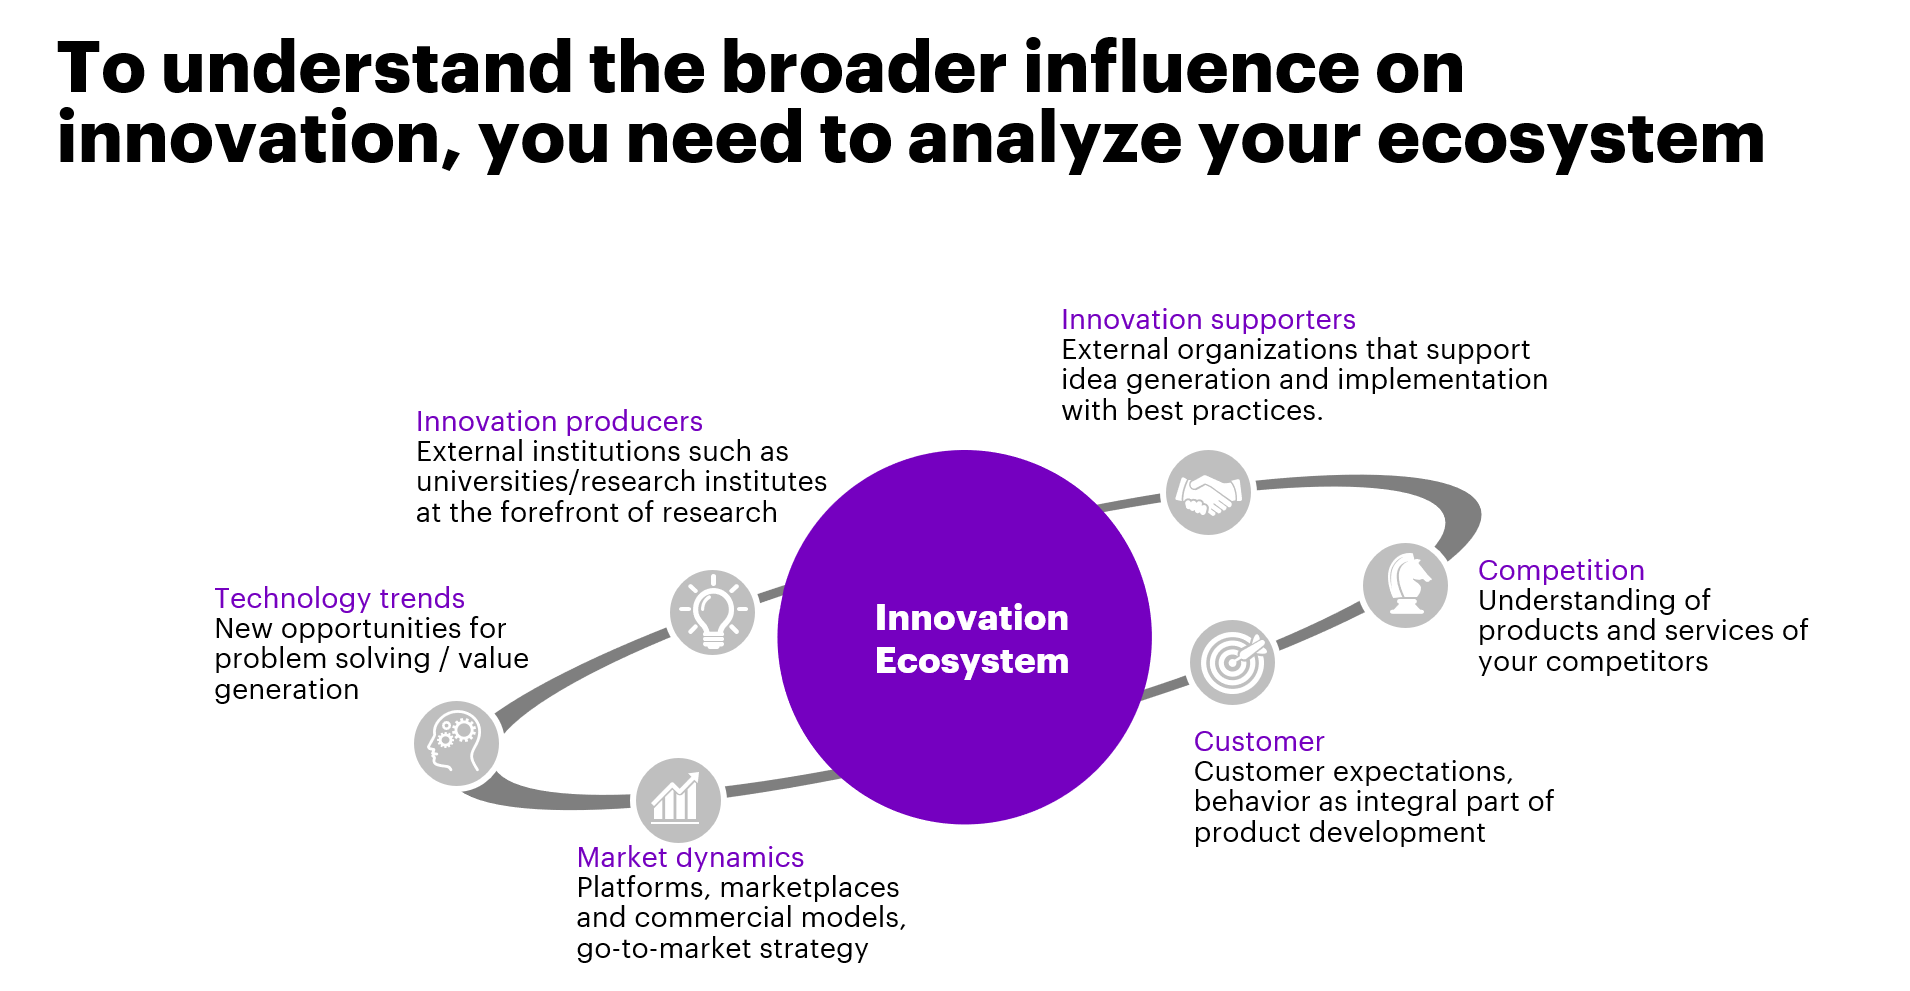 To understand the broader influence on
innovation, you need to analyze your ecosystem
Innovation supporters
External organizations that support
idea generation and implementation
with best practices.
Innovation producers
External institutions such as
universities/research institutes
at the forefront of research
Technology trends
New opportunities for
problem solving / value
generation
Innovation
Ecosystem
Competition
Understanding of
products and services of
your competitors
Customer
Customer expectations,
behavior as integral part of
product development
Market dynamics
Platforms, marketplaces
and commercial models,
go-to-market strategy